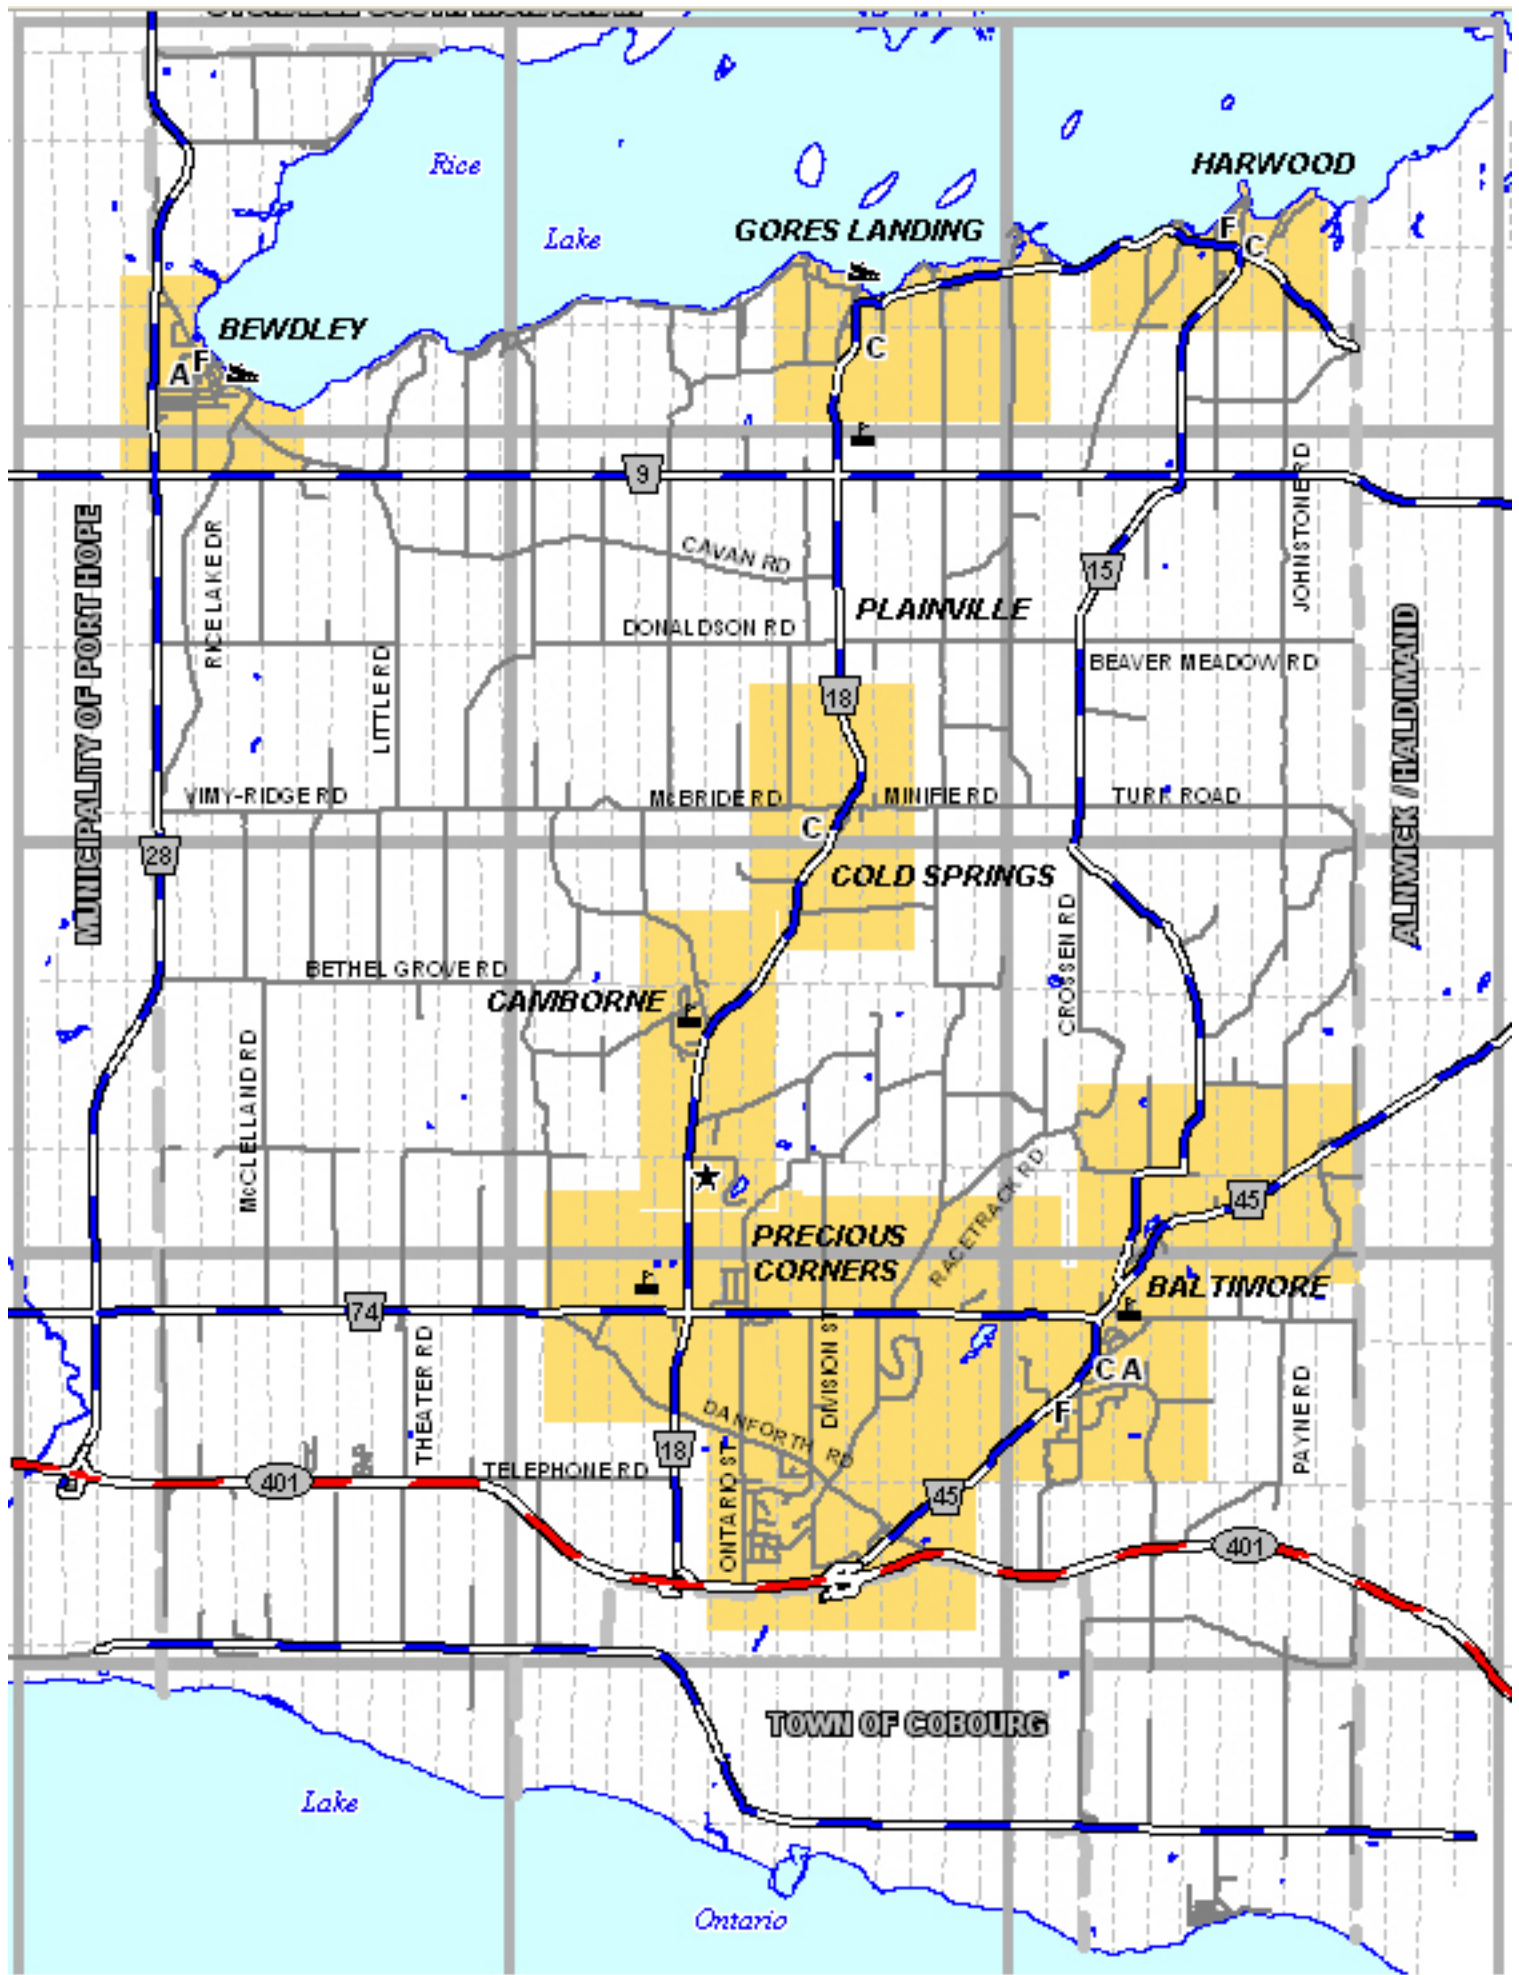 Rice
Lake
HARWOOD
GORES LANDING
F
C
BEWDLEY
F
A
C
9
RICE LAKE DR
CAVAN RD
15
JOHNSTONE RD
MUNICIPALITY OF PORT HOPE
PLAINVILLE
DONALDSON RD
BEAVER MEADOW RD
ALNWICK / HALDIMAND
LITTLE RD
18
VIMY-RIDGE RD
McBRIDE RD
MINIFIE RD
TURK ROAD
C
28
COLD SPRINGS
CROSSEN RD
BETHEL GROVE RD
CAMBORNE
McCLELLAND RD
RACETRACK RD
45
PRECIOUS
CORNERS
BALTIMORE
74
THEATER RD
DIVISION ST
C A
PAYNE RD
DANFORTH RD
F
18
TELEPHONE RD
ONTARIO ST
401
45
401
TOWN OF COBOURG
Lake
Ontario